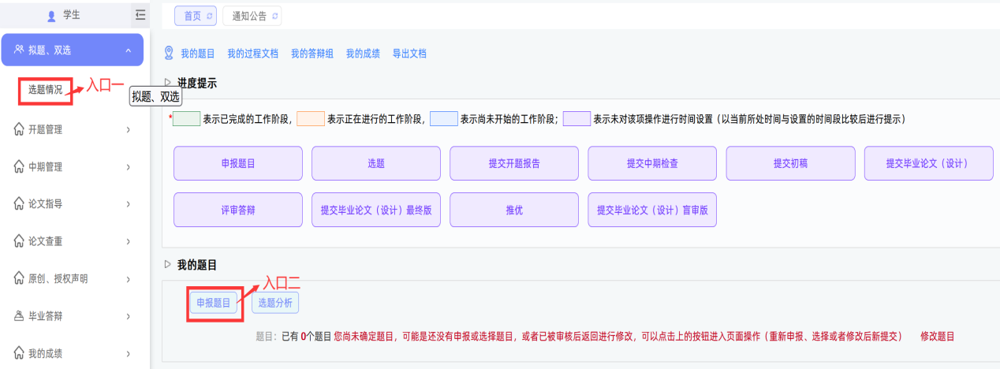 学生
首页
通知公告
拟题、双选
我的题目 我的过程文档 我的答辩组 我的成绩 导出文档
选题情况
入口一
拟题、双选
进度提示
* 表示已完成的工作阶段, 表示正在进行的工作阶段, 表示尚未开始的工作阶段; 表示未对该项操作进行时间设置（以当前所处时间与设置的时间段比较后进行提示）
开题管理
中期管理
论文指导
论文查重
原创、授权声明
毕业答辩
我的成绩
申报题目 选题 提交开题报告 提交中期检查 提交初稿 提交毕业论文（设计）
评审答辩 提交毕业论文（设计）最终版 推优 提交毕业论文（设计）盲审版
我的题目
入口二
申报题目 选题分析
题目：已有 0个题目 您尚未确定题目，可能是还没有申报或选择题目，或者已被审核后返回进行修改，可以点击上的按钮进入页面操作（重新申报、选择或者修改后新提交） 修改题目